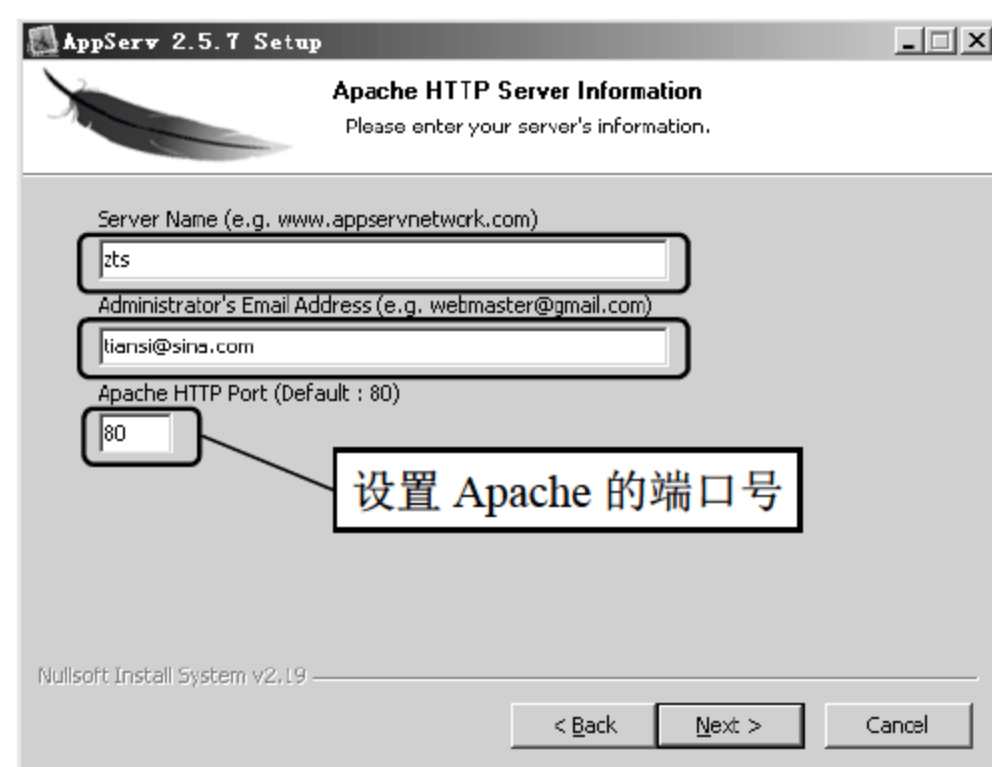 AppServ 2.5.7 Setup
Apache HTTP Server Information
Please enter your server's information.
Server Name (e.g. www.appservnetwork.com)
zts
Administrator's Email Address (e.g. webmaster@gmail.com)
tiansi@sina.com
Apache HTTP Port (Default : 80)
80
设置 Apache 的端口号
Nullsoft Install System v2.19
< Back
Next >
Cancel